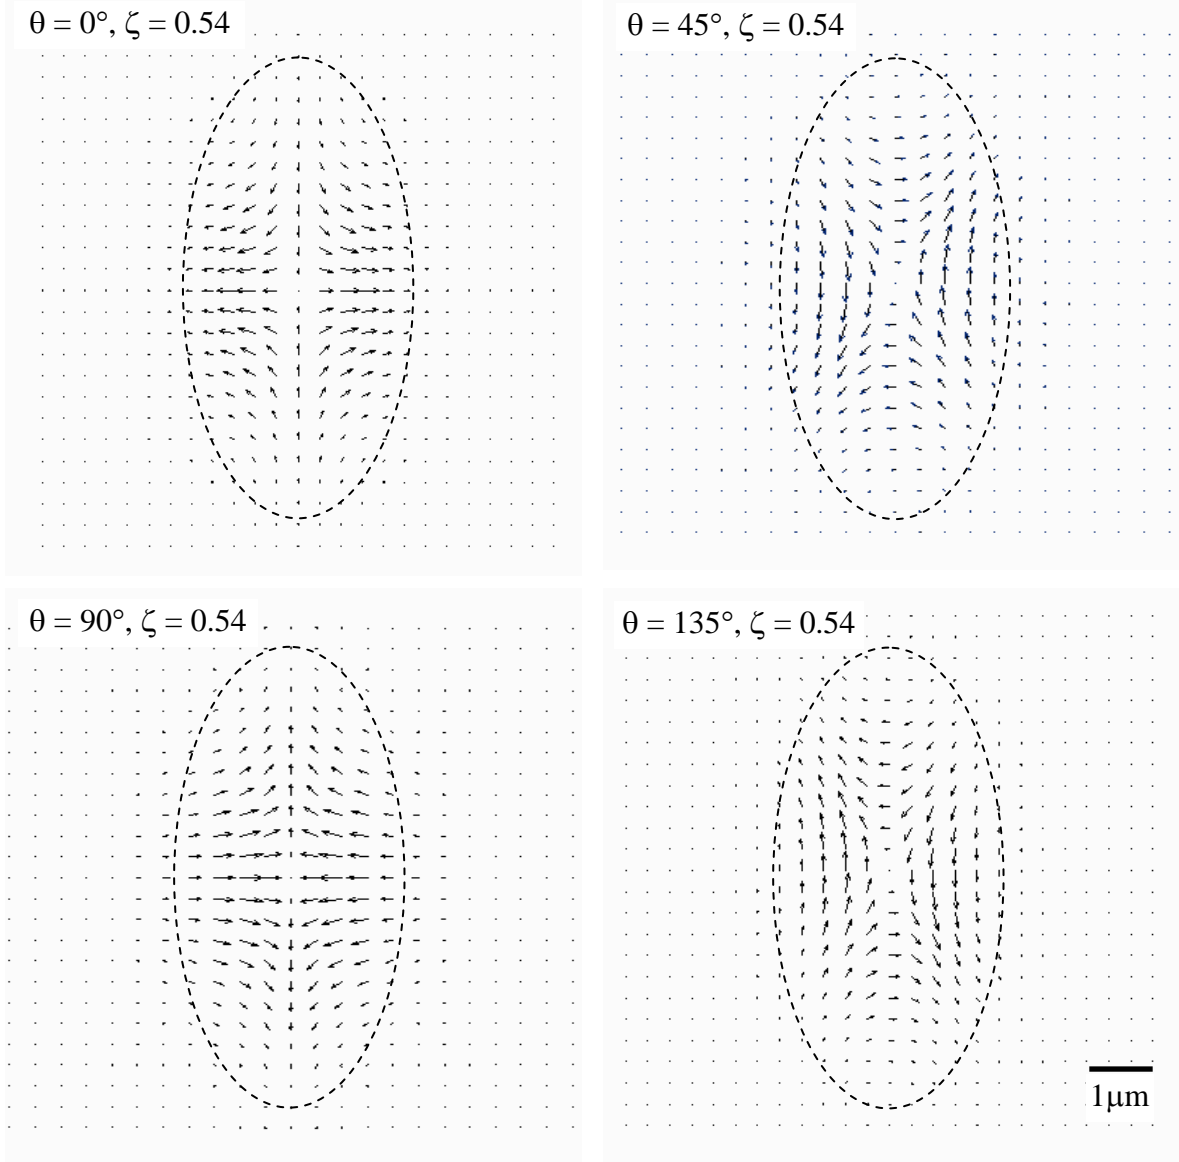 θ = 0°, ζ = 0.54
θ = 45°, ζ = 0.54
θ = 90°, ζ = 0.54
θ = 135°, ζ = 0.54
1μm